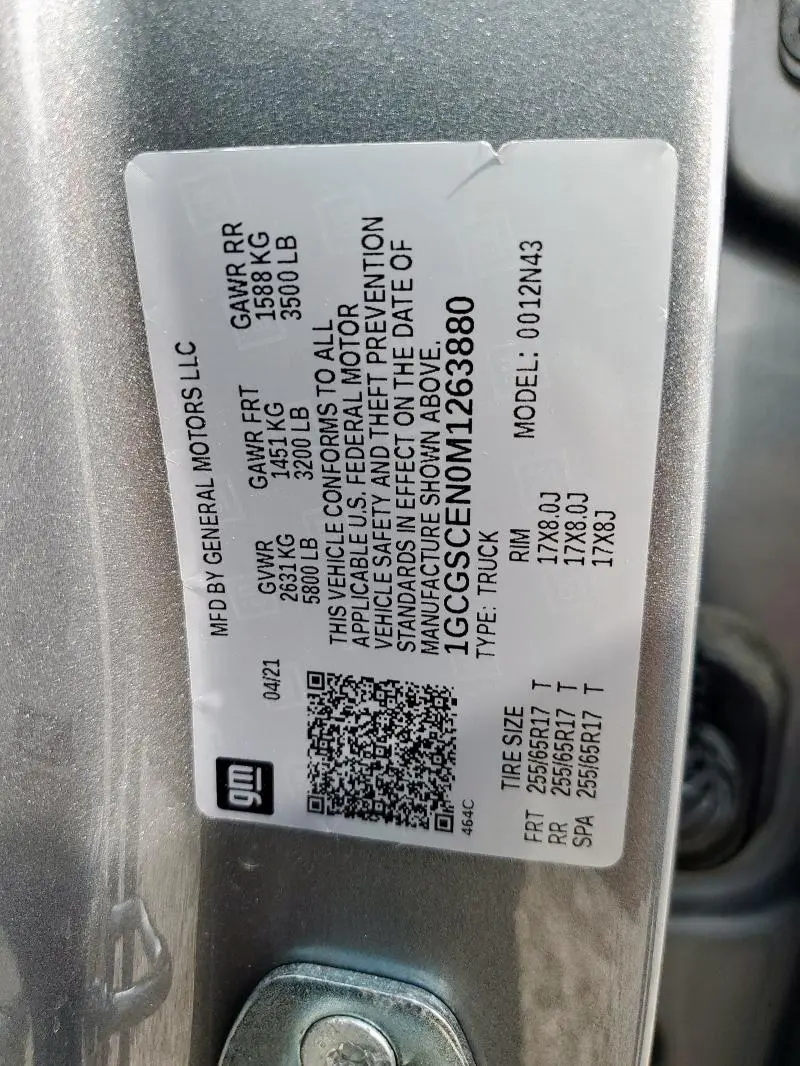 gm
MFD BY GENERAL MOTORS LLC
04/21
GVWR
2631 KG
5800 LB
GAWR FRT
1451 KG
3200 LB
GAWR RR
1588 KG
3500 LB
THIS VEHICLE CONFORMS TO ALL
APPLICABLE U.S. FEDERAL MOTOR
VEHICLE SAFETY AND THEFT PREVENTION
STANDARDS IN EFFECT ON THE DATE OF
MANUFACTURE SHOWN ABOVE.
1GCGSCEN0M1263880
464C
TYPE: TRUCK
MODEL: 0012N43
TIRE SIZE RIM
FRT 255/65R17 T 17X8.0J
RR 255/65R17 T 17X8.0J
SPA 255/65R17 T 17X8J